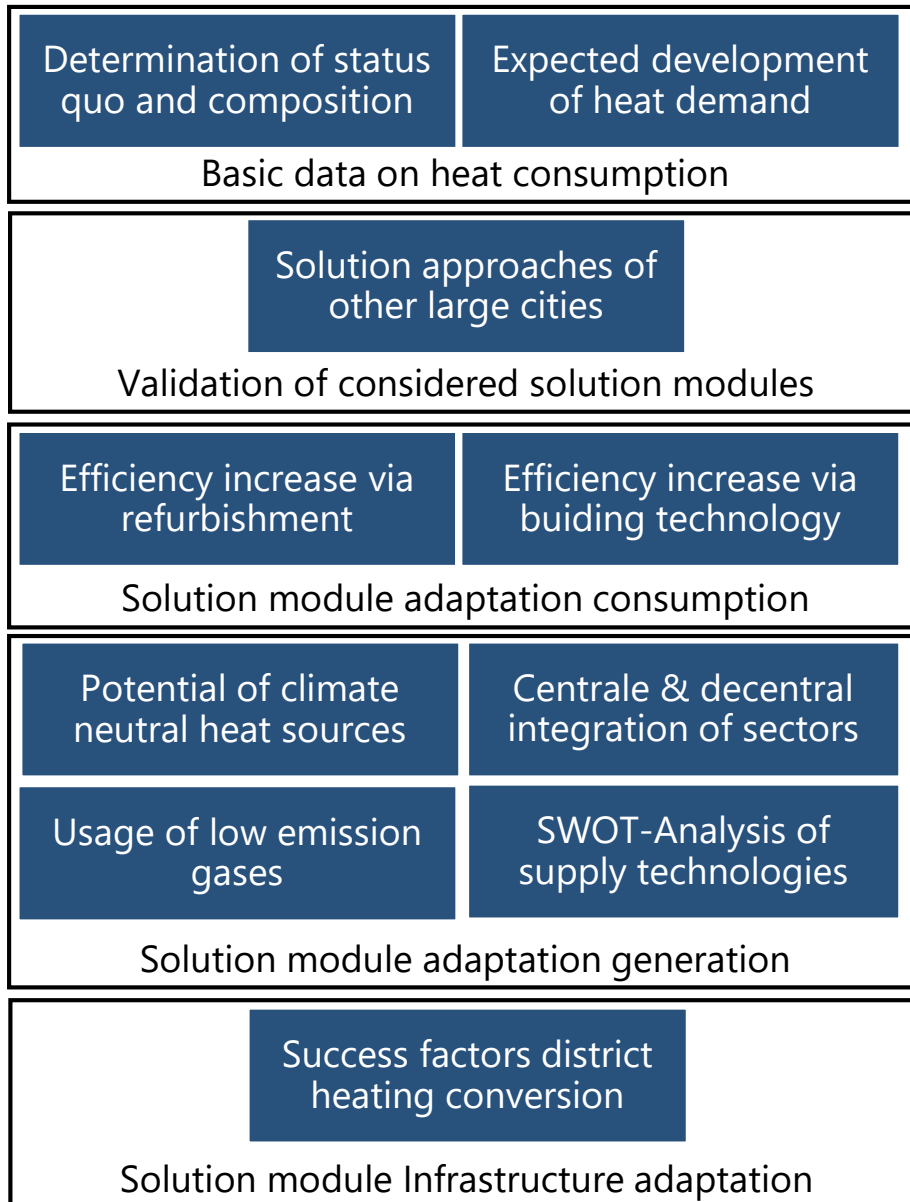 Determination of status
quo and composition
Expected development
of heat demand
Basic data on heat consumption
Solution approaches of
other large cities
Validation of considered solution modules
Efficiency increase via
refurbishment
Efficiency increase via
buiding technology
Solution module adaptation consumption
Potential of climate
neutral heat sources
Centrale & decentral
integration of sectors
Usage of low emission
gases
SWOT-Analysis of
supply technologies
Solution module adaptation generation
Success factors district
heating conversion
Solution module Infrastructure adaptation